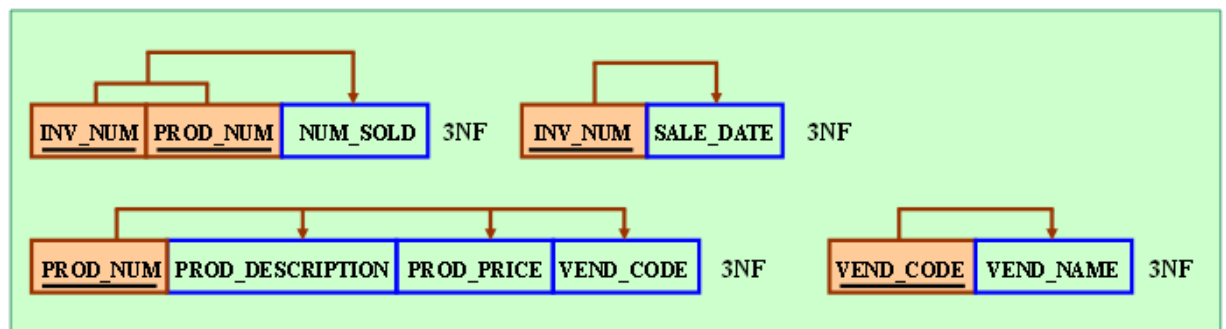 INV_NUM PROD_NUM NUM_SOLD 3NF INV_NUM SALE_DATE 3NF
PROD_NUM PROD_DESCRIPTION PROD_PRICE VEND_CODE 3NF VEND_CODE VEND_NAME 3NF